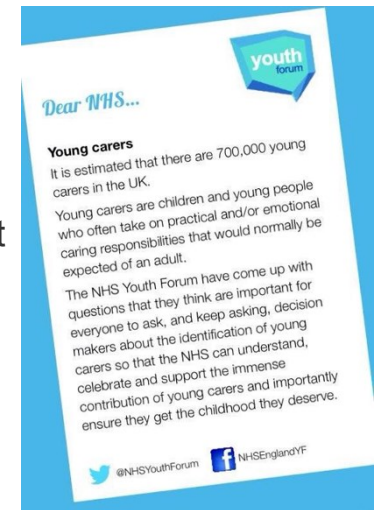 youth
forum
Dear NHS...
Young carers
It is estimated that there are 700,000 young
carers in the UK.
Young carers are children and young people
who often take on practical and/or emotional
caring responsibilities that would normally be
expected of an adult.
The NHS Youth Forum have come up with
questions that they think are important for
everyone to ask, and keep asking, decision
makers about the identification of young
carers so that the NHS can understand,
celebrate and support the immense
contribution of young carers and importantly
ensure they get the childhood they deserve.
@NHSYouthForum
f NHSEnglandYF
t